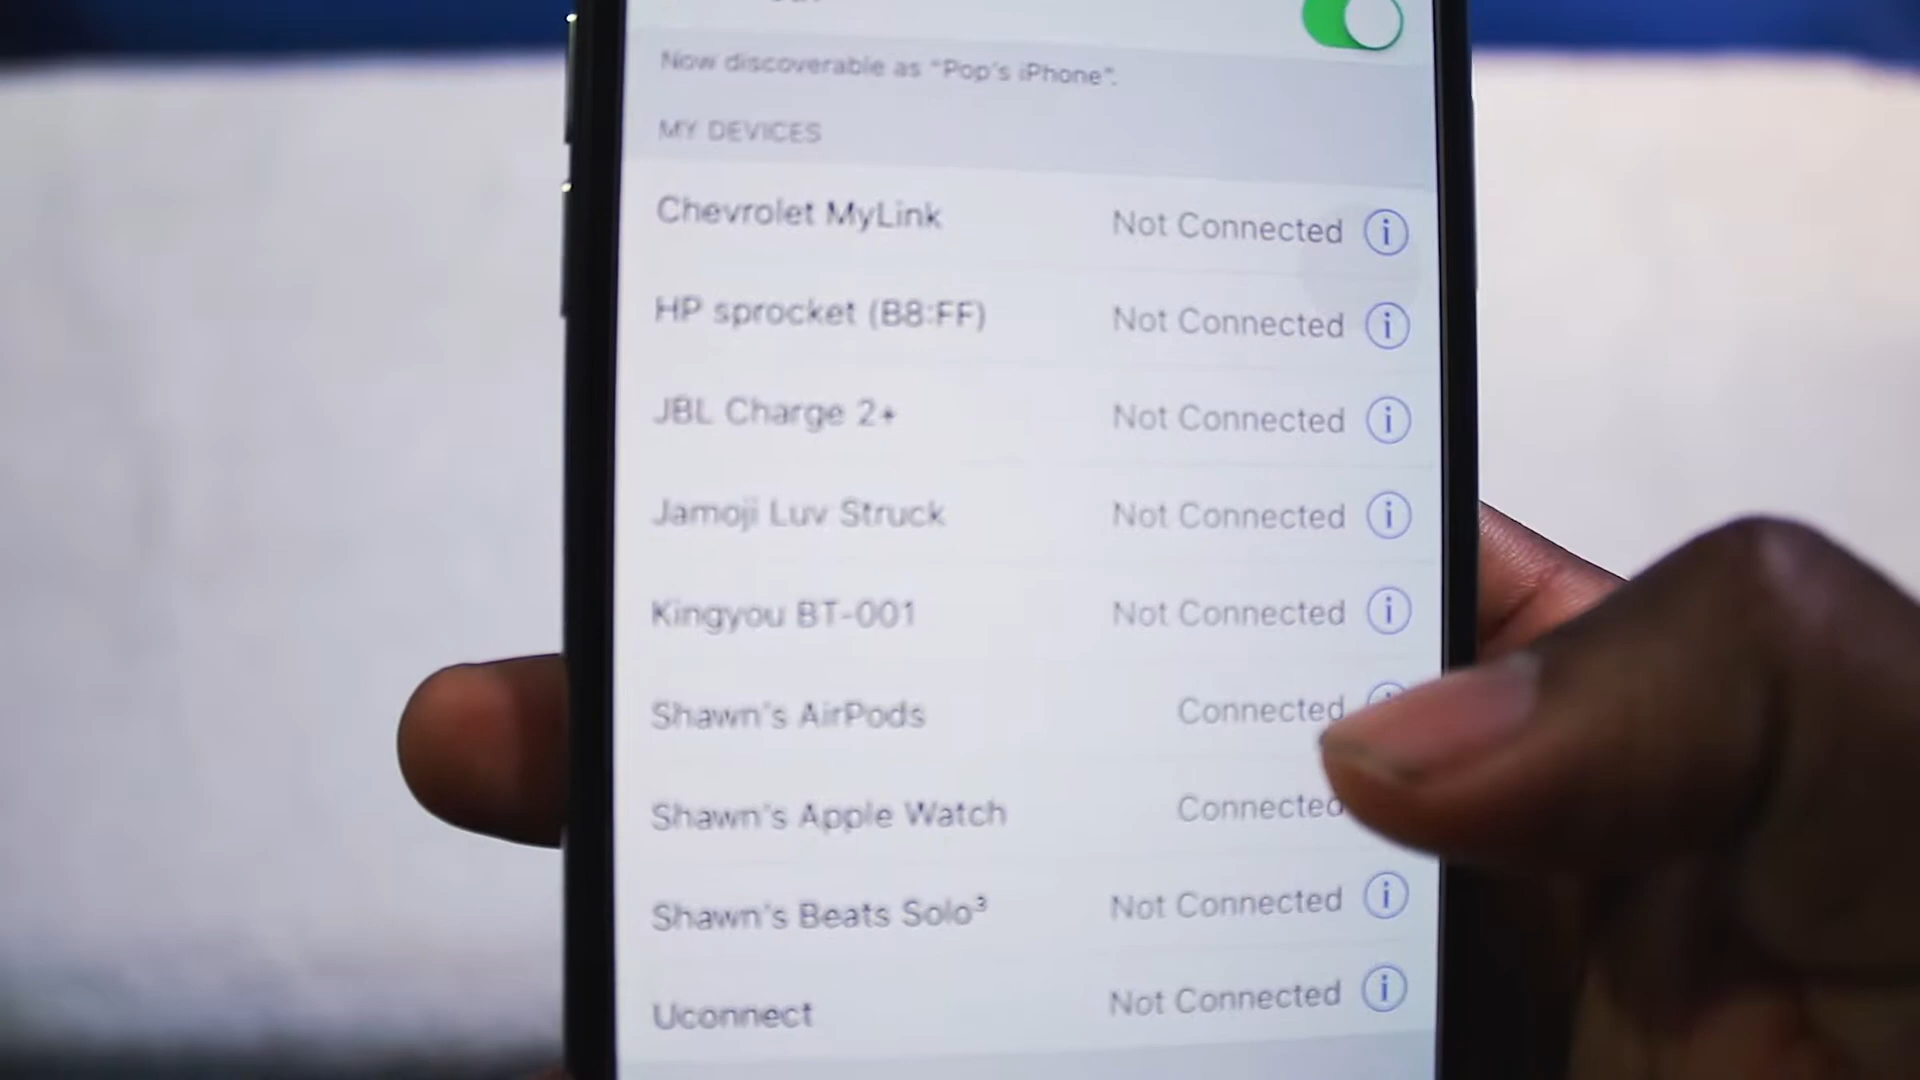 Now discoverable as "Pop's iPhone".
MY DEVICES
Chevrolet MyLink Not Connected
HP sprocket (B8:FF) Not Connected
JBL Charge 2+ Not Connected
Jamoji Luv Struck Not Connected
Kingyou BT-001 Not Connected
Shawn's AirPods Connected
Shawn's Apple Watch Connected
Shawn's Beats Solo³ Not Connected
Uconnect Not Connected